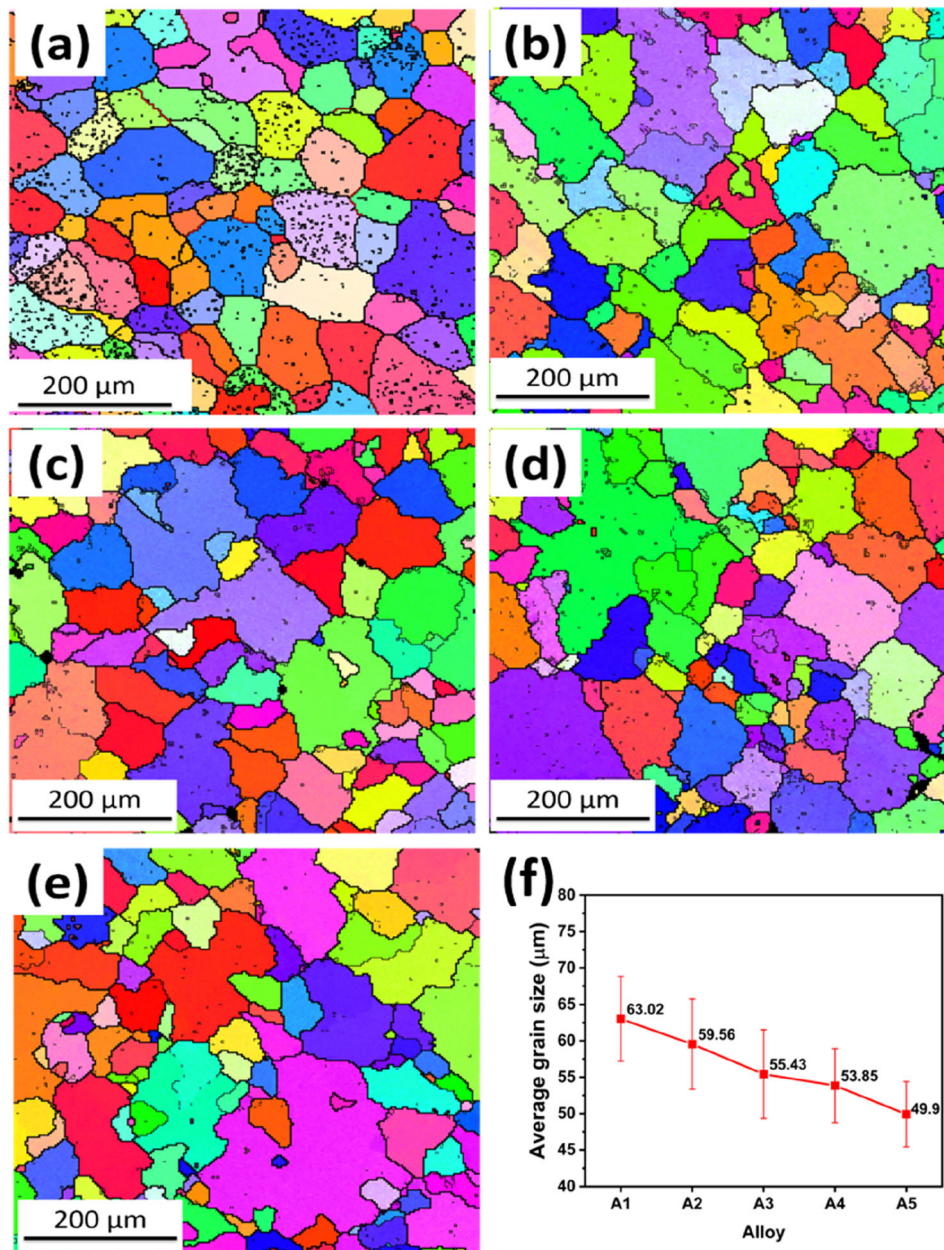 (a)
200 µm
(b)
200 µm
(c)
200 µm
(d)
200 µm
(e)
200 µm
(f)
80
75
70
65
60
55
50
45
40
Average grain size (µm)
63.02
59.56
55.43
53.85
49.9
A1 A2 A3 A4 A5
Alloy